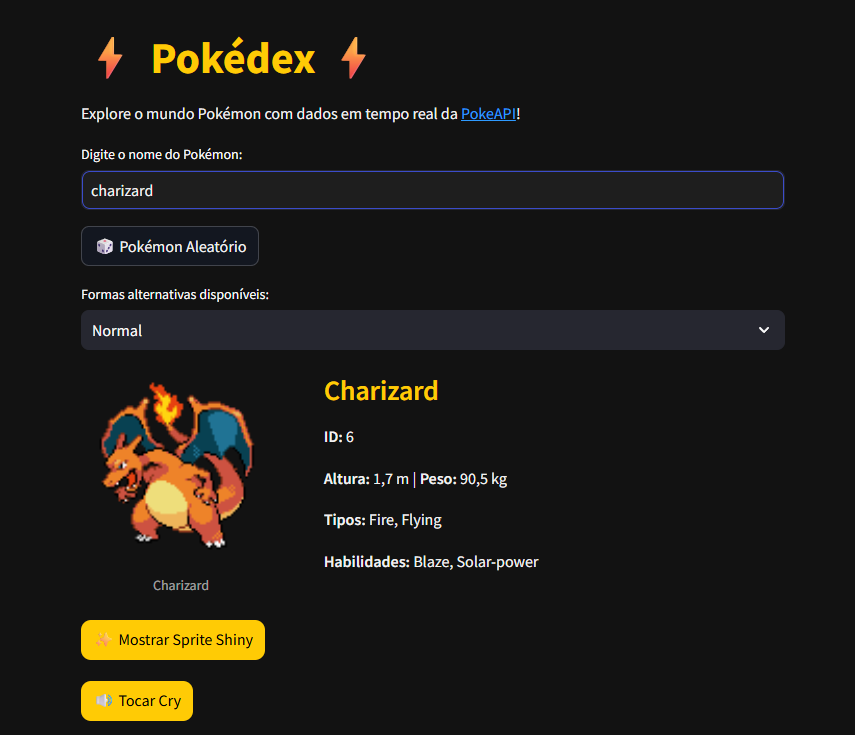 Pokédex
Explore o mundo Pokémon com dados em tempo real da PokeAPI!
Digite o nome do Pokémon:
charizard
Pokémon Aleatório
Formas alternativas disponíveis:
Normal
Charizard
ID: 6
Altura: 1,7 m | Peso: 90,5 kg
Tipos: Fire, Flying
Habilidades: Blaze, Solar-power
Charizard
Mostrar Sprite Shiny
Tocar Cry